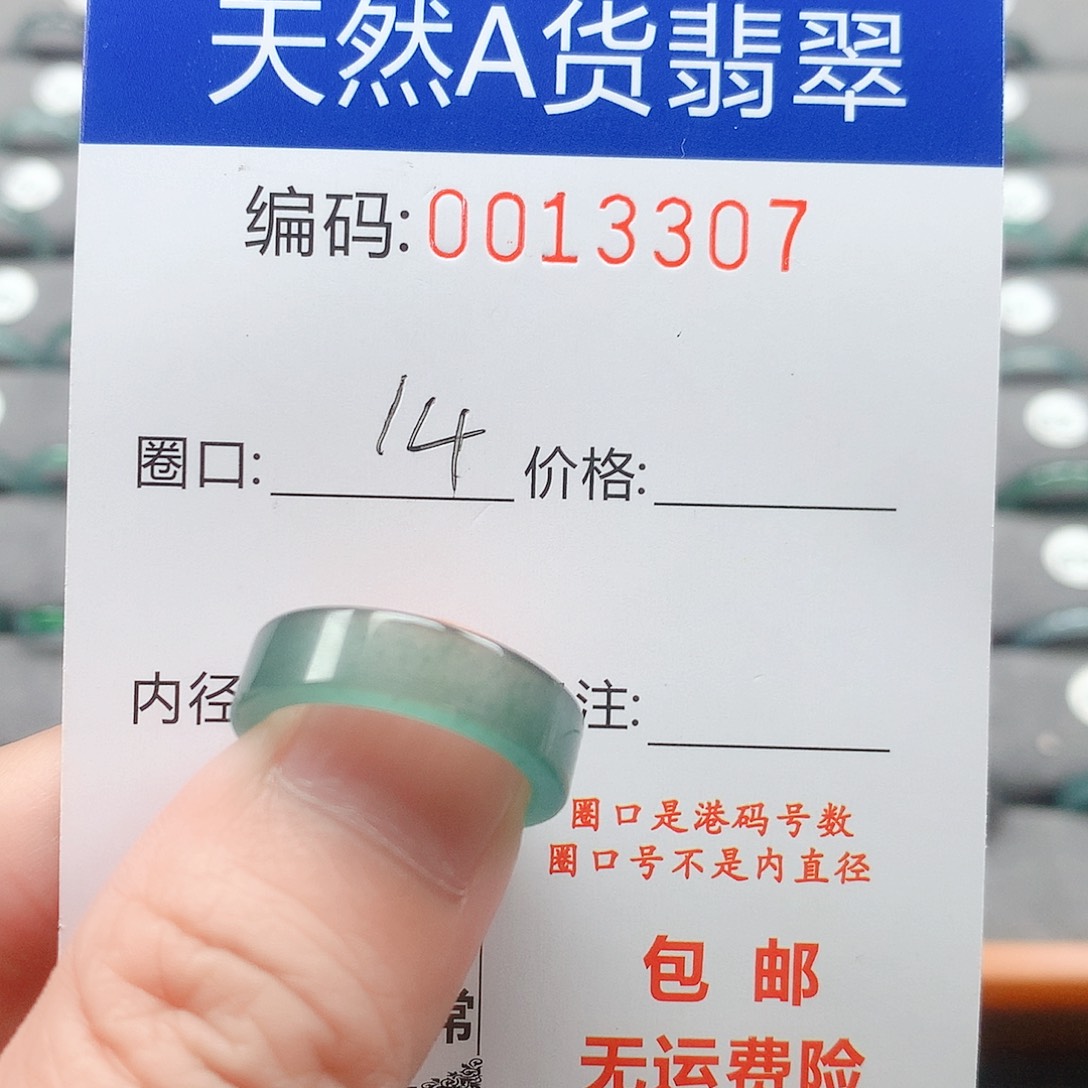 天然A货翡翠
编码:0013307
圈口: 14 价格:
内径 注:
圈口是港码号数
圈口号不是内直径
包邮
常
无运费险